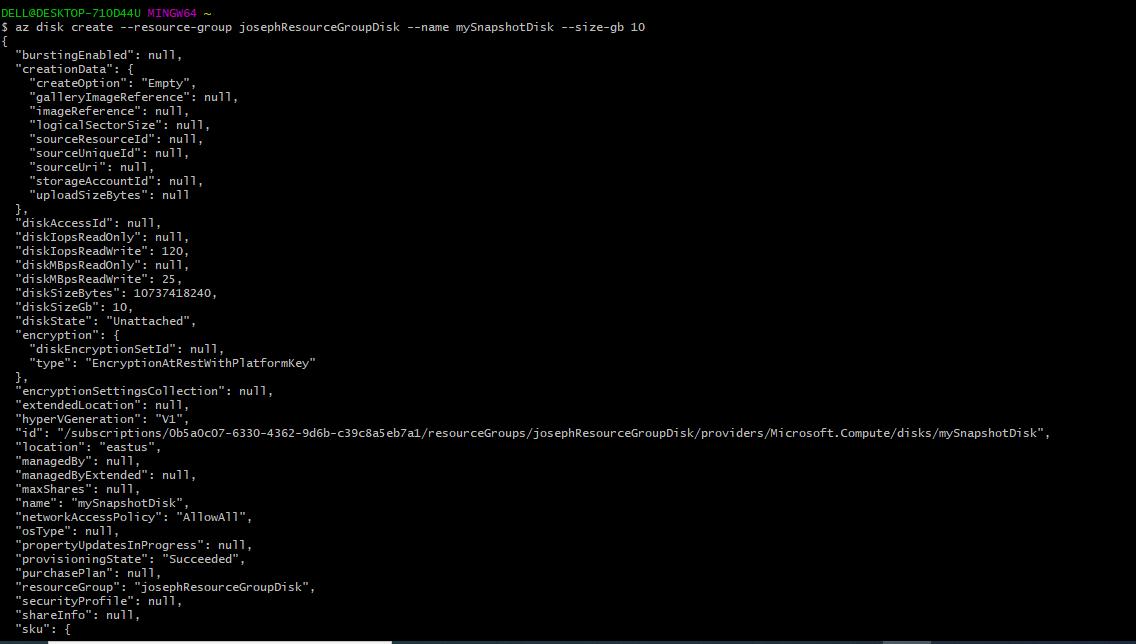 DELL@DESKTOP-71OD44U MINGW64 ~
$ az disk create --resource-group josephResourceGroupDisk --name mySnapshotDisk --size-gb 10
{
  "burstingEnabled": null,
  "creationData": {
    "createOption": "Empty",
    "galleryImageReference": null,
    "imageReference": null,
    "logicalSectorSize": null,
    "sourceResourceId": null,
    "sourceUniqueId": null,
    "sourceUri": null,
    "storageAccountId": null,
    "uploadSizeBytes": null
  },
  "diskAccessId": null,
  "diskIopsReadOnly": null,
  "diskIopsReadWrite": 120,
  "diskMBpsReadOnly": null,
  "diskMBpsReadWrite": 25,
  "diskSizeBytes": 10737418240,
  "diskSizeGb": 10,
  "diskState": "Unattached",
  "encryption": {
    "diskEncryptionSetId": null,
    "type": "EncryptionAtRestWithPlatformKey"
  },
  "encryptionSettingsCollection": null,
  "extendedLocation": null,
  "hyperVGeneration": "V1",
  "id": "/subscriptions/0b5a0c07-6330-4362-9d6b-c39c8a5eb7a1/resourceGroups/josephResourceGroupDisk/providers/Microsoft.Compute/disks/mySnapshotDisk",
  "location": "eastus",
  "managedBy": null,
  "managedByExtended": null,
  "maxShares": null,
  "name": "mySnapshotDisk",
  "networkAccessPolicy": "AllowAll",
  "osType": null,
  "propertyUpdatesInProgress": null,
  "provisioningState": "Succeeded",
  "purchasePlan": null,
  "resourceGroup": "josephResourceGroupDisk",
  "securityProfile": null,
  "shareInfo": null,
  "sku": {